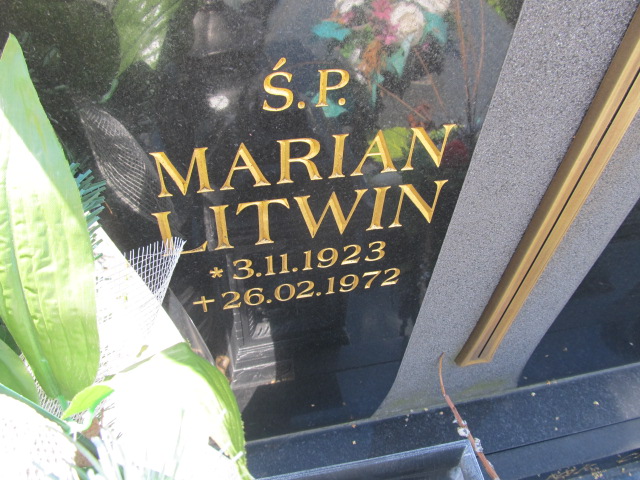 Ś.P.
MARIAN
LITWIN
* 3.11.1923
+ 26.02.1972